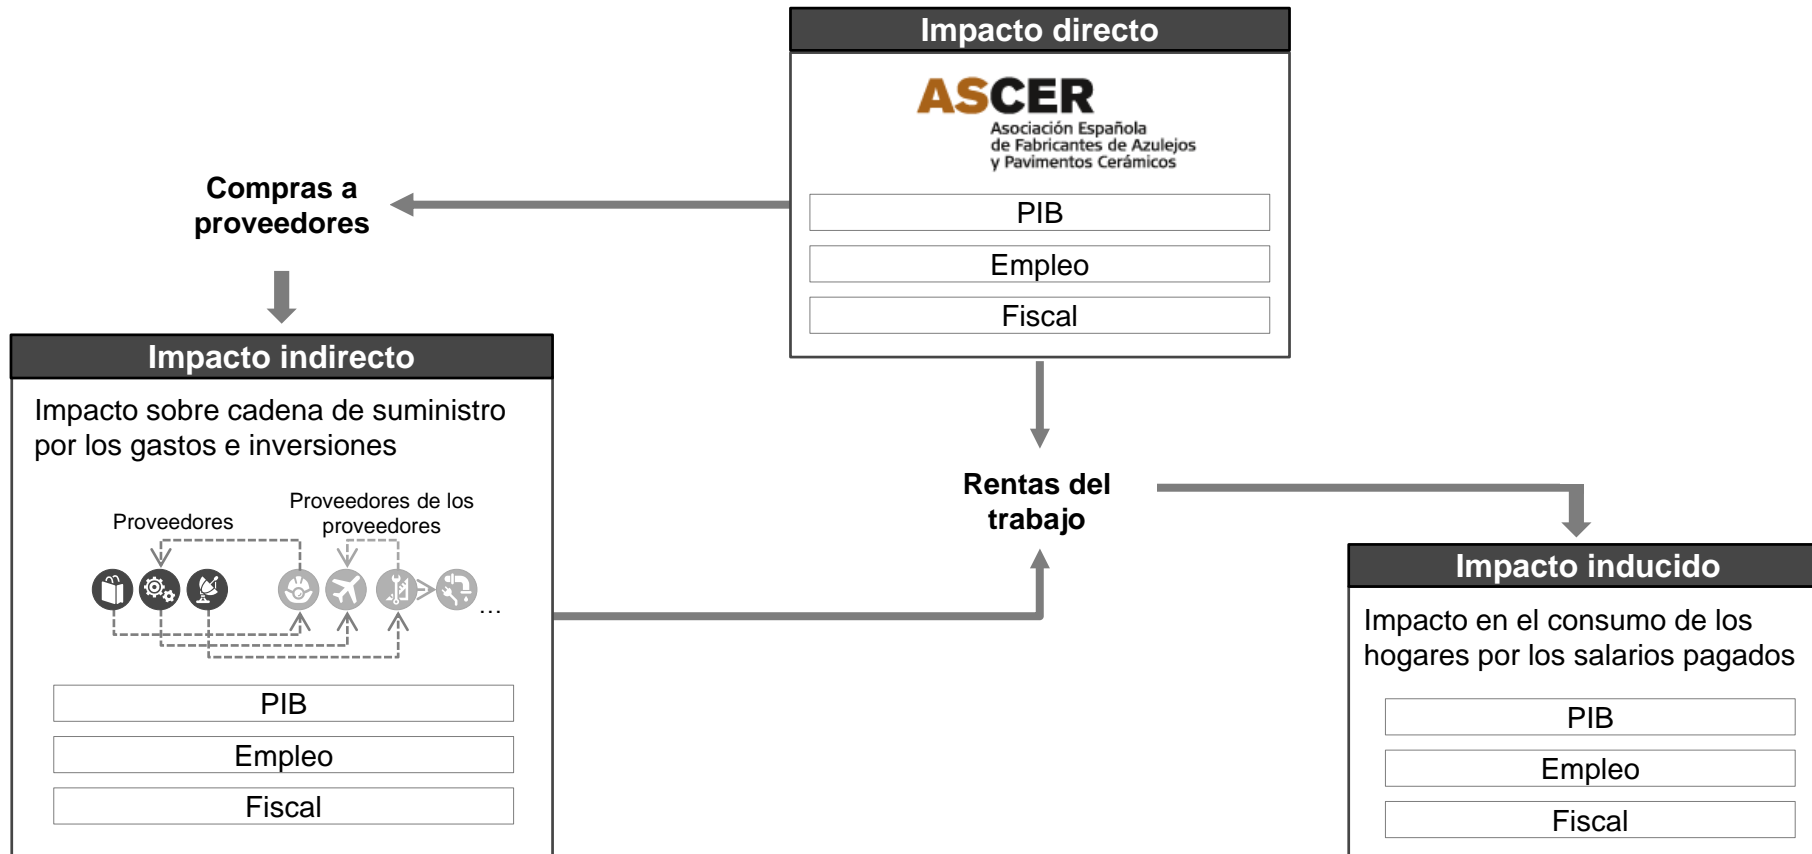 Impacto directo
ASCER
Asociación Española
de Fabricantes de Azulejos
y Pavimentos Cerámicos
PIB
Empleo
Fiscal
Compras a
proveedores
Impacto indirecto
Impacto sobre cadena de suministro
por los gastos e inversiones
Proveedores
Proveedores de los
proveedores
...
PIB
Empleo
Fiscal
Rentas del
trabajo
Impacto inducido
Impacto en el consumo de los
hogares por los salarios pagados
PIB
Empleo
Fiscal